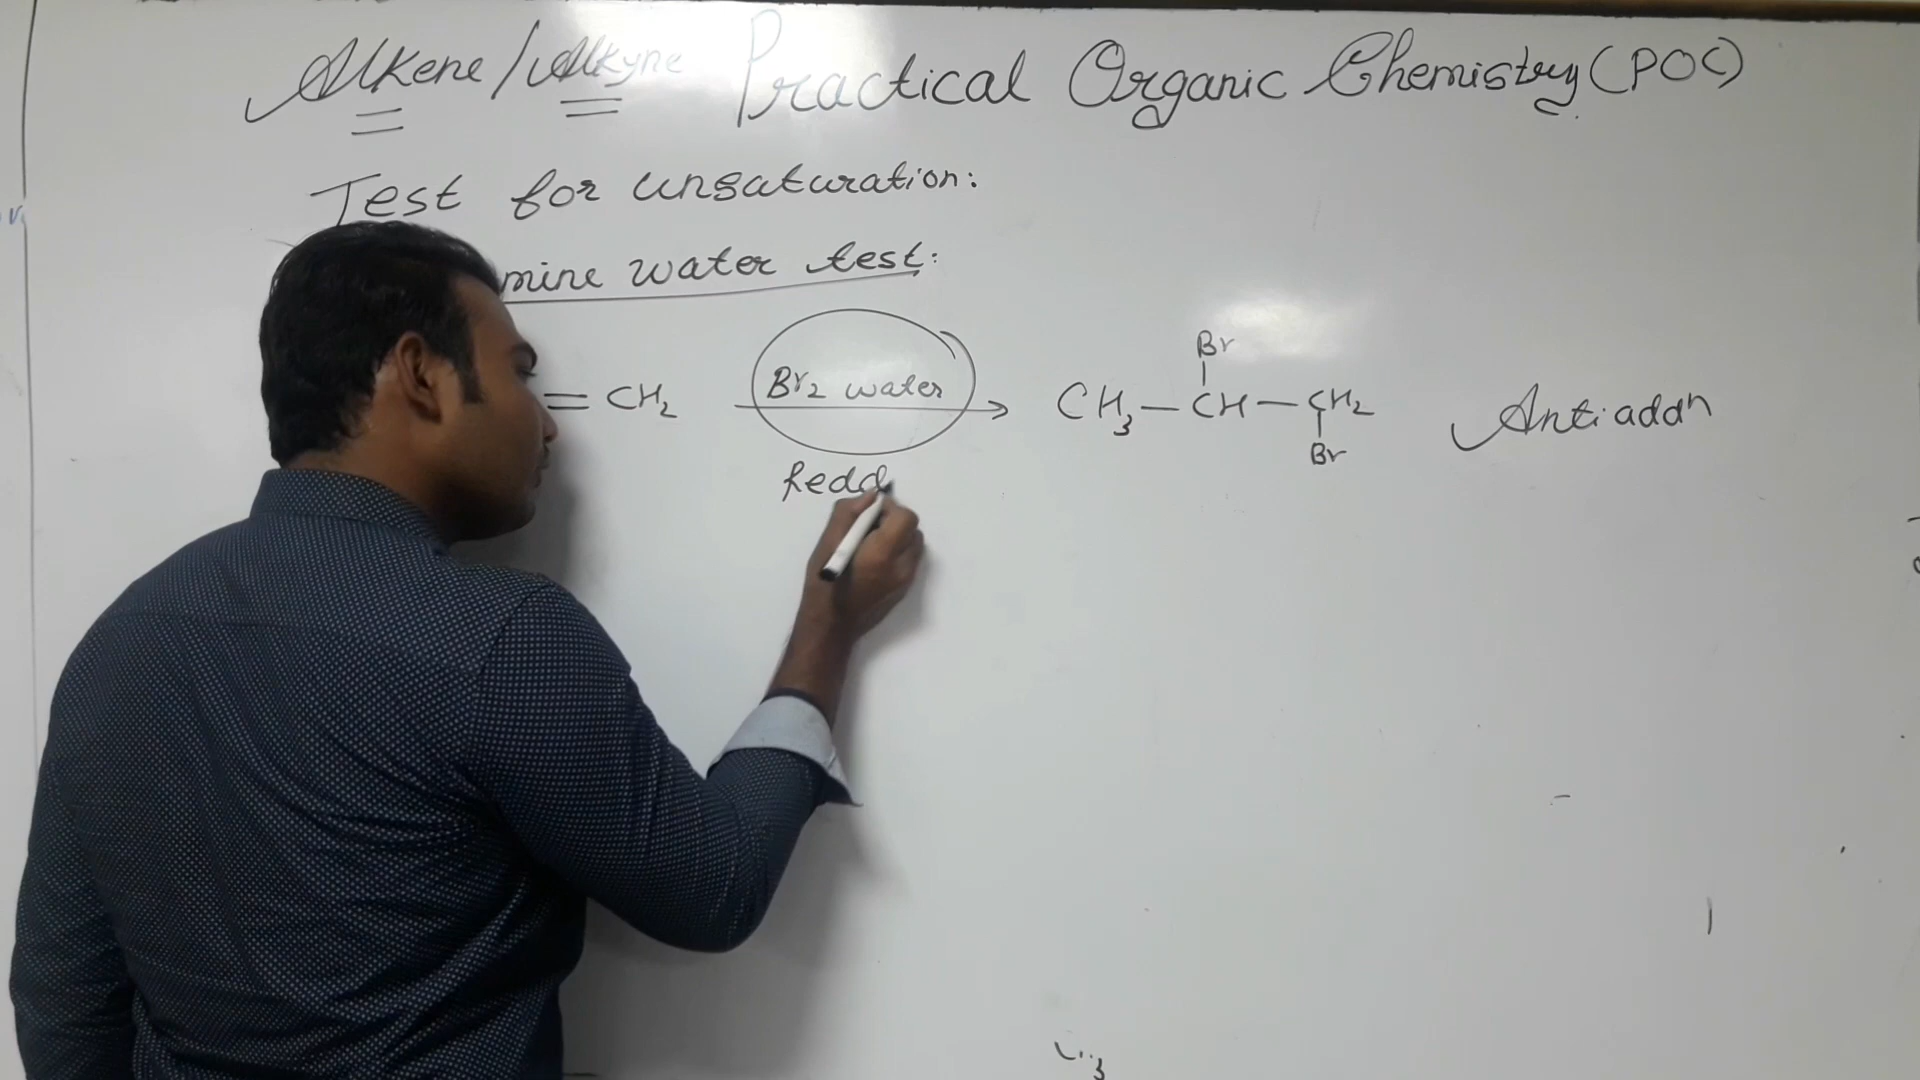 Alkene/Alkyne Practical Organic Chemistry (POC)
Test for unsaturation:
mine water test:
Br
= CH2 Br2 water → CH3 — CH — CH2 Anti addn
Br
Redd